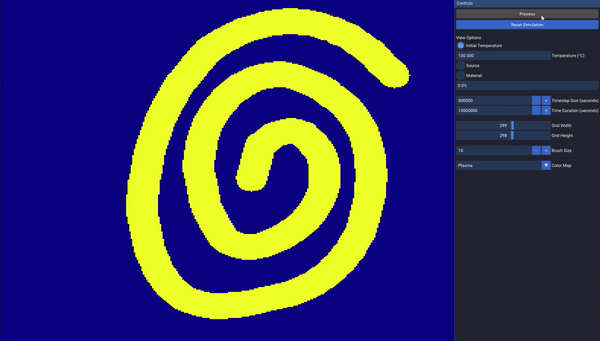 Controls
Process
Reset Simulation
View Options
Initial Temperature
100.000 Temperature (°C)
Source
Material
0.0%
500000 - + Timestep Size (seconds)
10000000 - + Time Duration (seconds)
299 Grid Width
298 Grid Height
10 - + Brush Size
Plasma Color Map